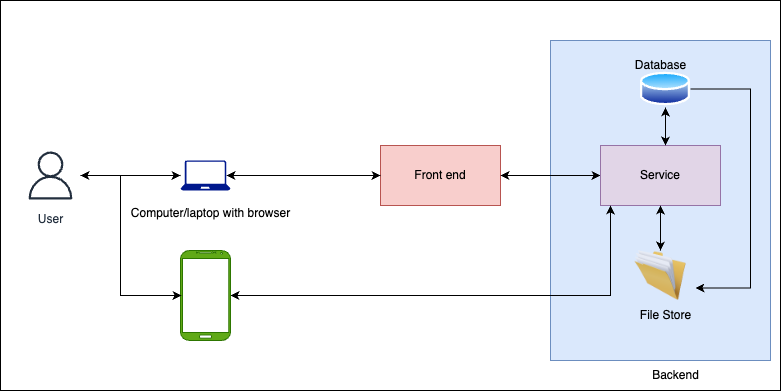 Database
Front end
Service
User
Computer/laptop with browser
File Store
Backend